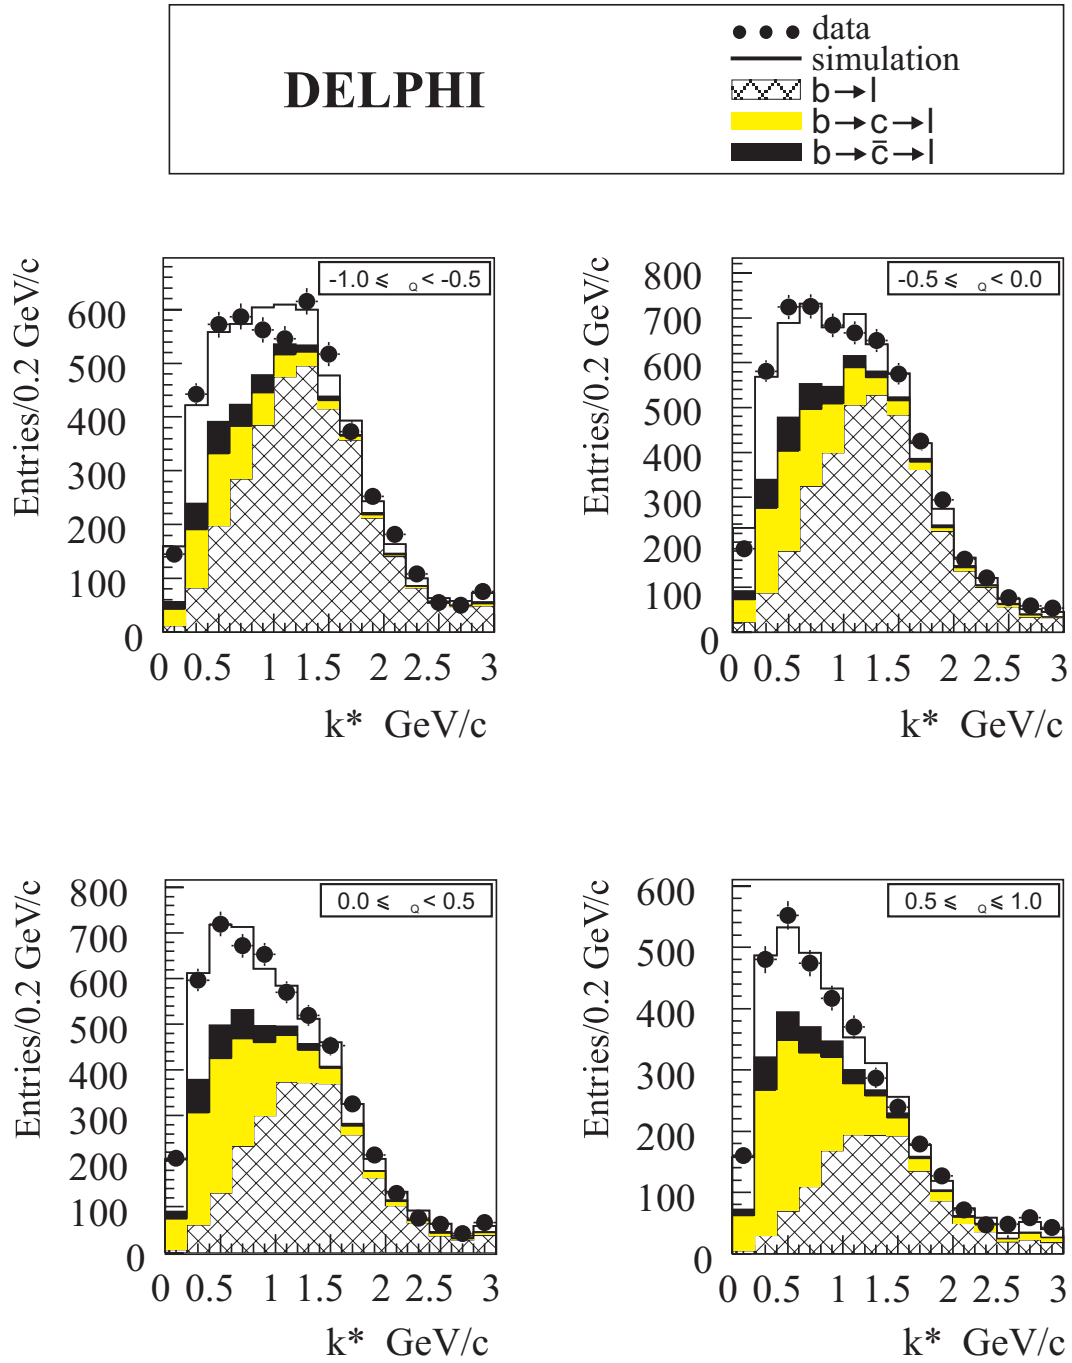 DELPHI
data
simulation
b→l
b→c→l
b→c̄→l
Entries/0.2 GeV/c
-1.0 ⩽ Q < -0.5
600
500
400
300
200
100
0
0 0.5 1 1.5 2 2.5 3
k* GeV/c
Entries/0.2 GeV/c
-0.5 ⩽ Q < 0.0
800
700
600
500
400
300
200
100
0
0 0.5 1 1.5 2 2.5 3
k* GeV/c
Entries/0.2 GeV/c
0.0 ⩽ Q < 0.5
800
700
600
500
400
300
200
100
0
0 0.5 1 1.5 2 2.5 3
k* GeV/c
Entries/0.2 GeV/c
0.5 ⩽ Q ⩽ 1.0
600
500
400
300
200
100
0
0 0.5 1 1.5 2 2.5 3
k* GeV/c